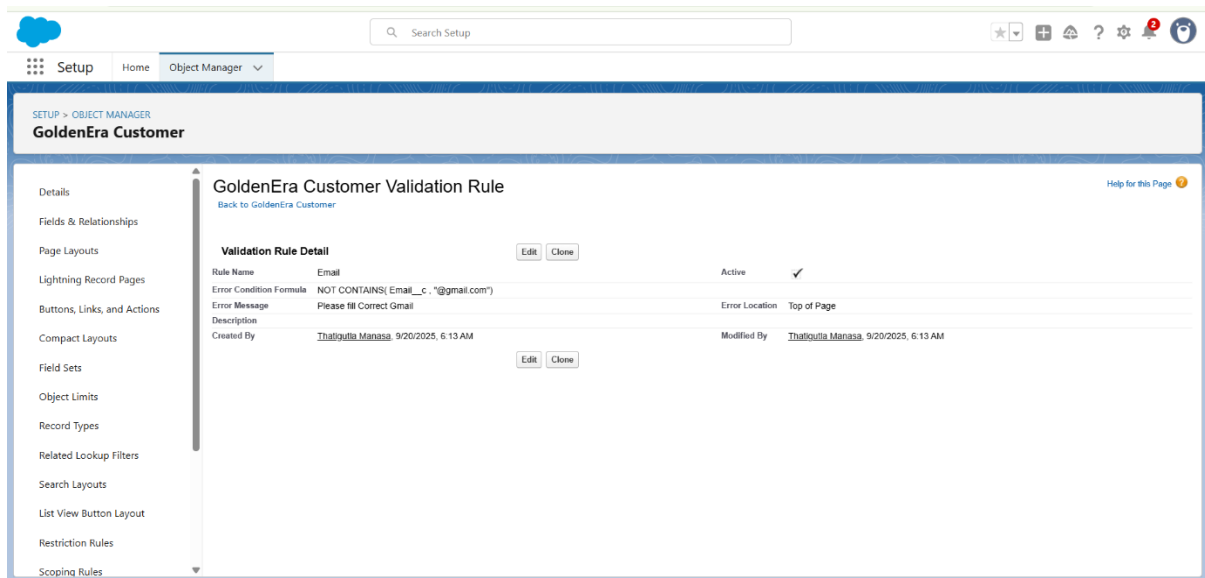 Search Setup
2
Setup Home Object Manager
SETUP > OBJECT MANAGER
GoldenEra Customer
Details
Fields & Relationships
Page Layouts
Lightning Record Pages
Buttons, Links, and Actions
Compact Layouts
Field Sets
Object Limits
Record Types
Related Lookup Filters
Search Layouts
List View Button Layout
Restriction Rules
Scoping Rules
GoldenEra Customer Validation Rule
Help for this Page
Back to GoldenEra Customer
Validation Rule Detail Edit Clone
Rule Name Email Active
Error Condition Formula NOT CONTAINS( Email__c , "@gmail.com")
Error Message Please fill Correct Gmail Error Location Top of Page
Description
Created By Thatigutla Manasa, 9/20/2025, 6:13 AM Modified By Thatigutla Manasa, 9/20/2025, 6:13 AM
Edit Clone